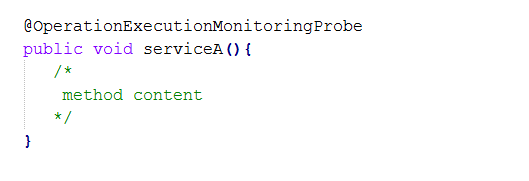 @OperationExecutionMonitoringProbe
public void serviceA(){
/*
method content
*/
}